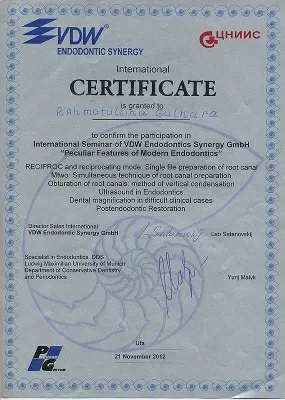 VDW®
ENDODONTIC SYNERGY
ЦНИИС
International
CERTIFICATE
is granted to
Rahmatullina Gulnara
to confirm the participation in
International Seminar of VDW Endodontics Synergy GmbH
"Peculiar Features of Modern Endodontics"
RECIPROC and reciprocating mode. Single file preparation of root canal
Mtwo. Simultaneous technique of root canal preparation
Obturation of root canals: method of vertical condensation
Ultrasound in Endodontics
Dental magnification in difficult clinical cases
Postendodontic Restoration
Director Sales International
VDW Endodontic Synergy GmbH
Leo Satanovskij
Specialist in Endodontics, DDS
Ludwig Maximilian University of Munich
Department of Conservative Dentistry
and Periodontics
Yurij Malyk
Ufa
21 November 2012